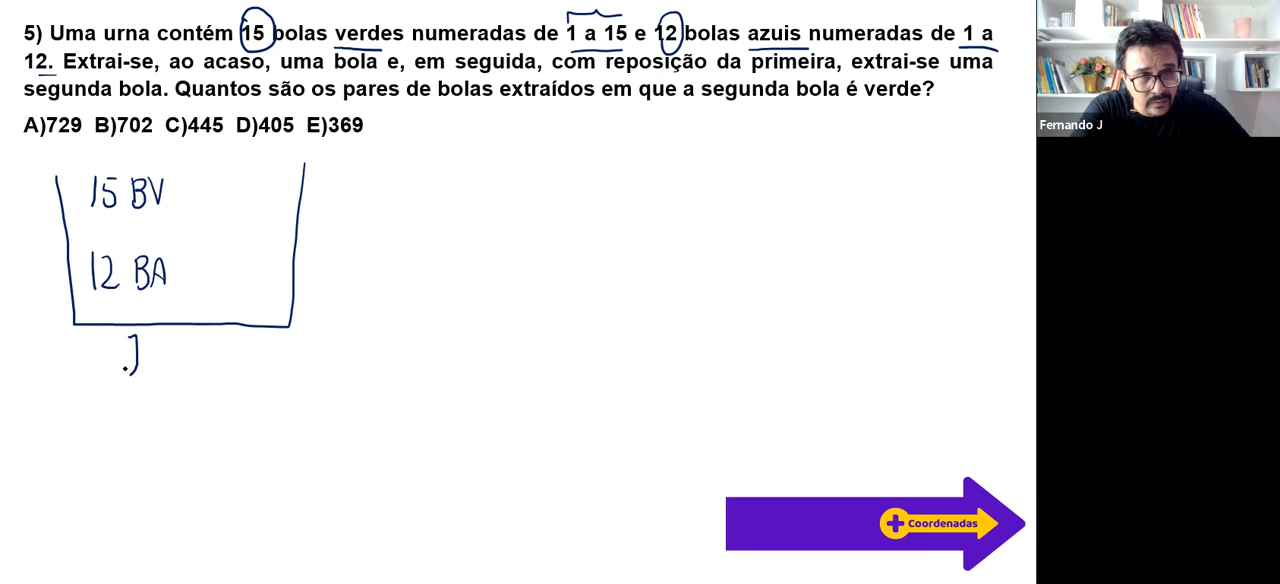 5) Uma urna contém 15 bolas verdes numeradas de 1 a 15 e 12 bolas azuis numeradas de 1 a
12. Extrai-se, ao acaso, uma bola e, em seguida, com reposição da primeira, extrai-se uma
segunda bola. Quantos são os pares de bolas extraídos em que a segunda bola é verde?
A)729 B)702 C)445 D)405 E)369
Fernando J
15 BV
12 BA
J
+ Coordenadas